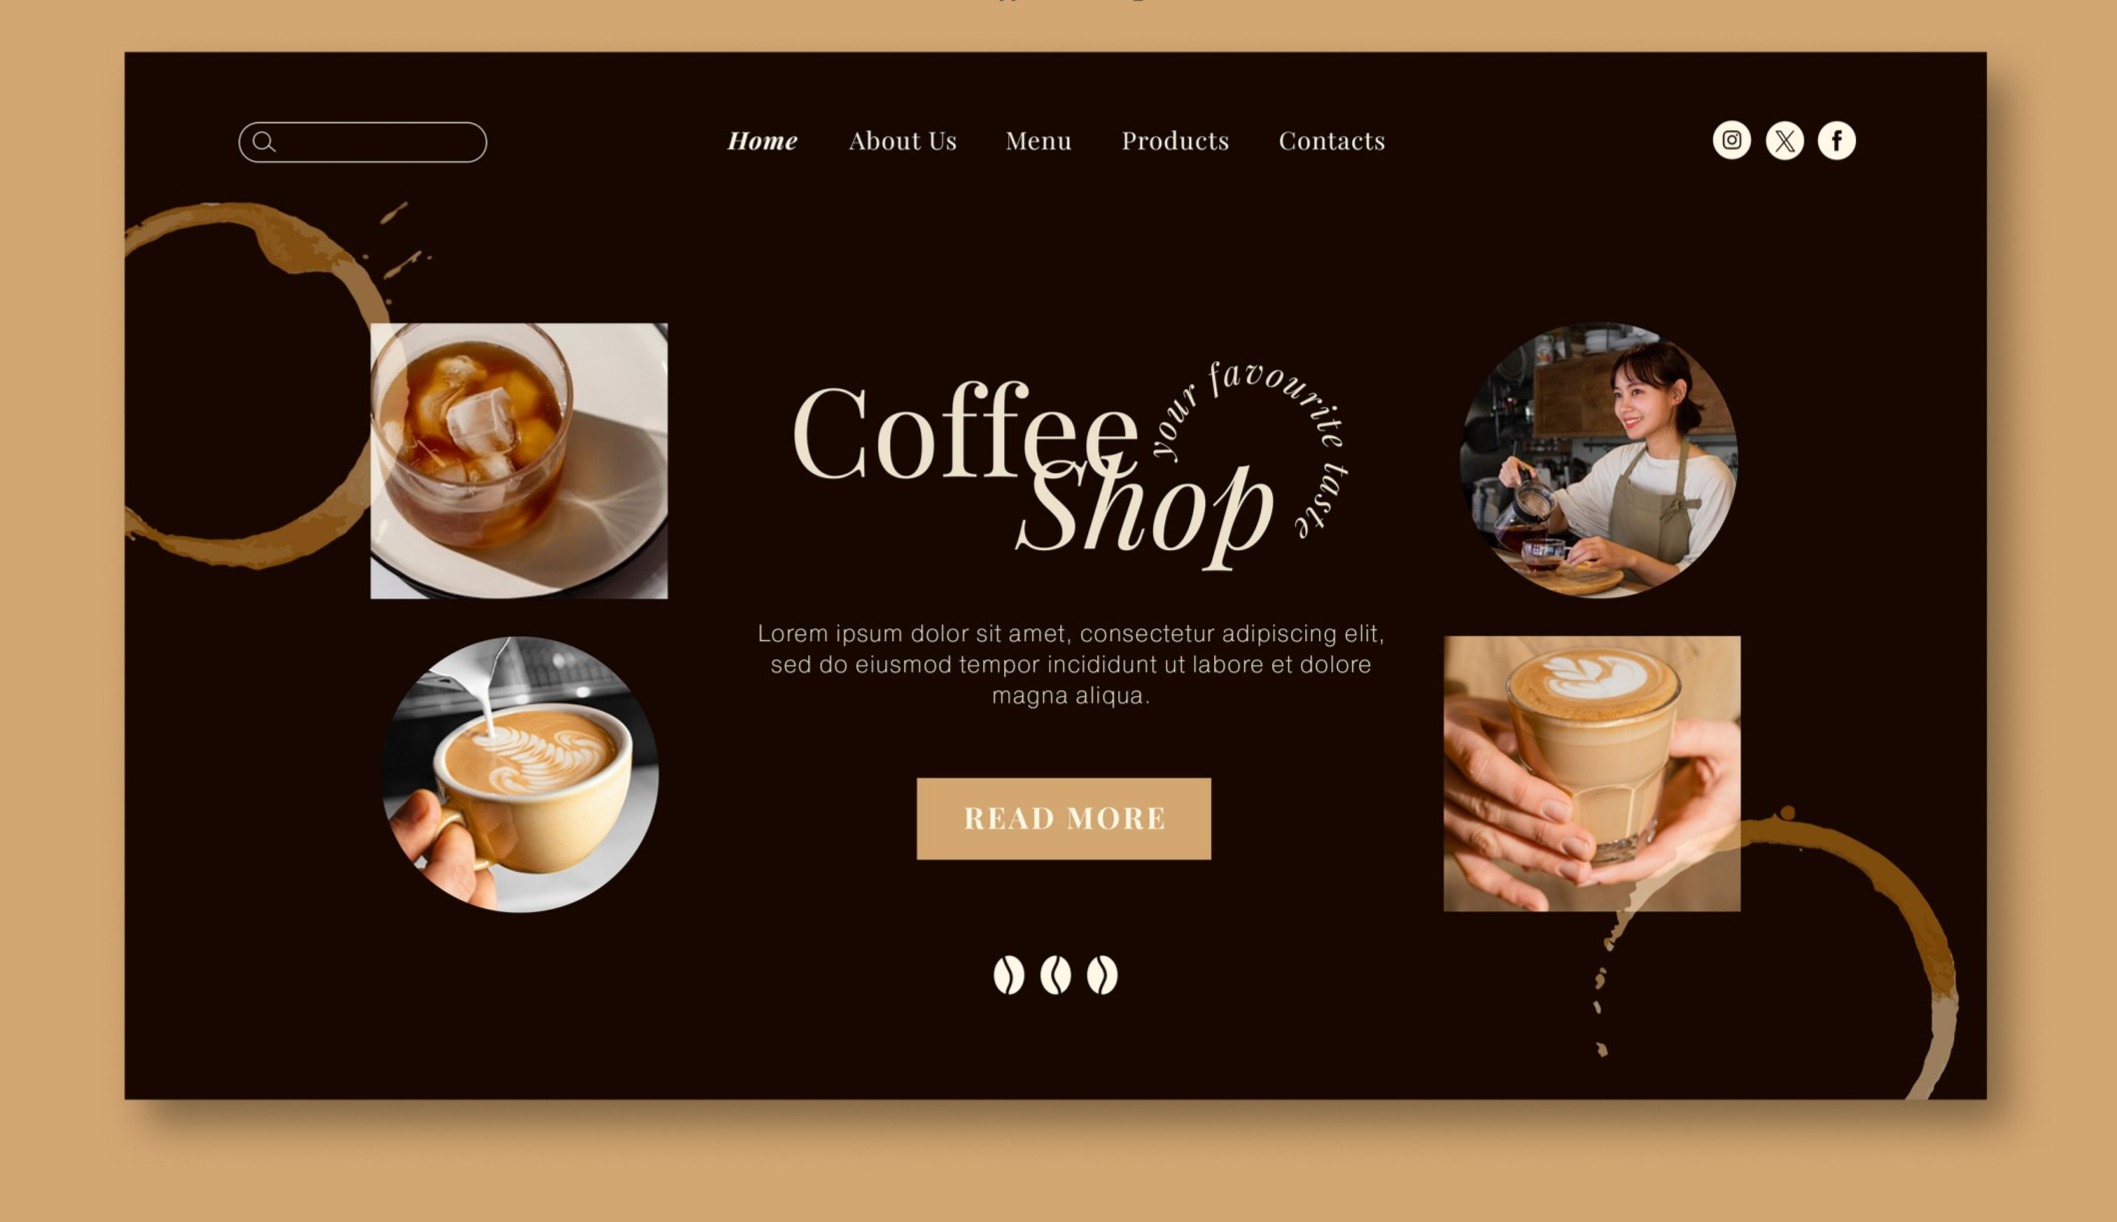 Home About Us Menu Products Contacts
Coffee
Shop
your favourite taste
Lorem ipsum dolor sit amet, consectetur adipiscing elit,
sed do eiusmod tempor incididunt ut labore et dolore
magna aliqua.
READ MORE